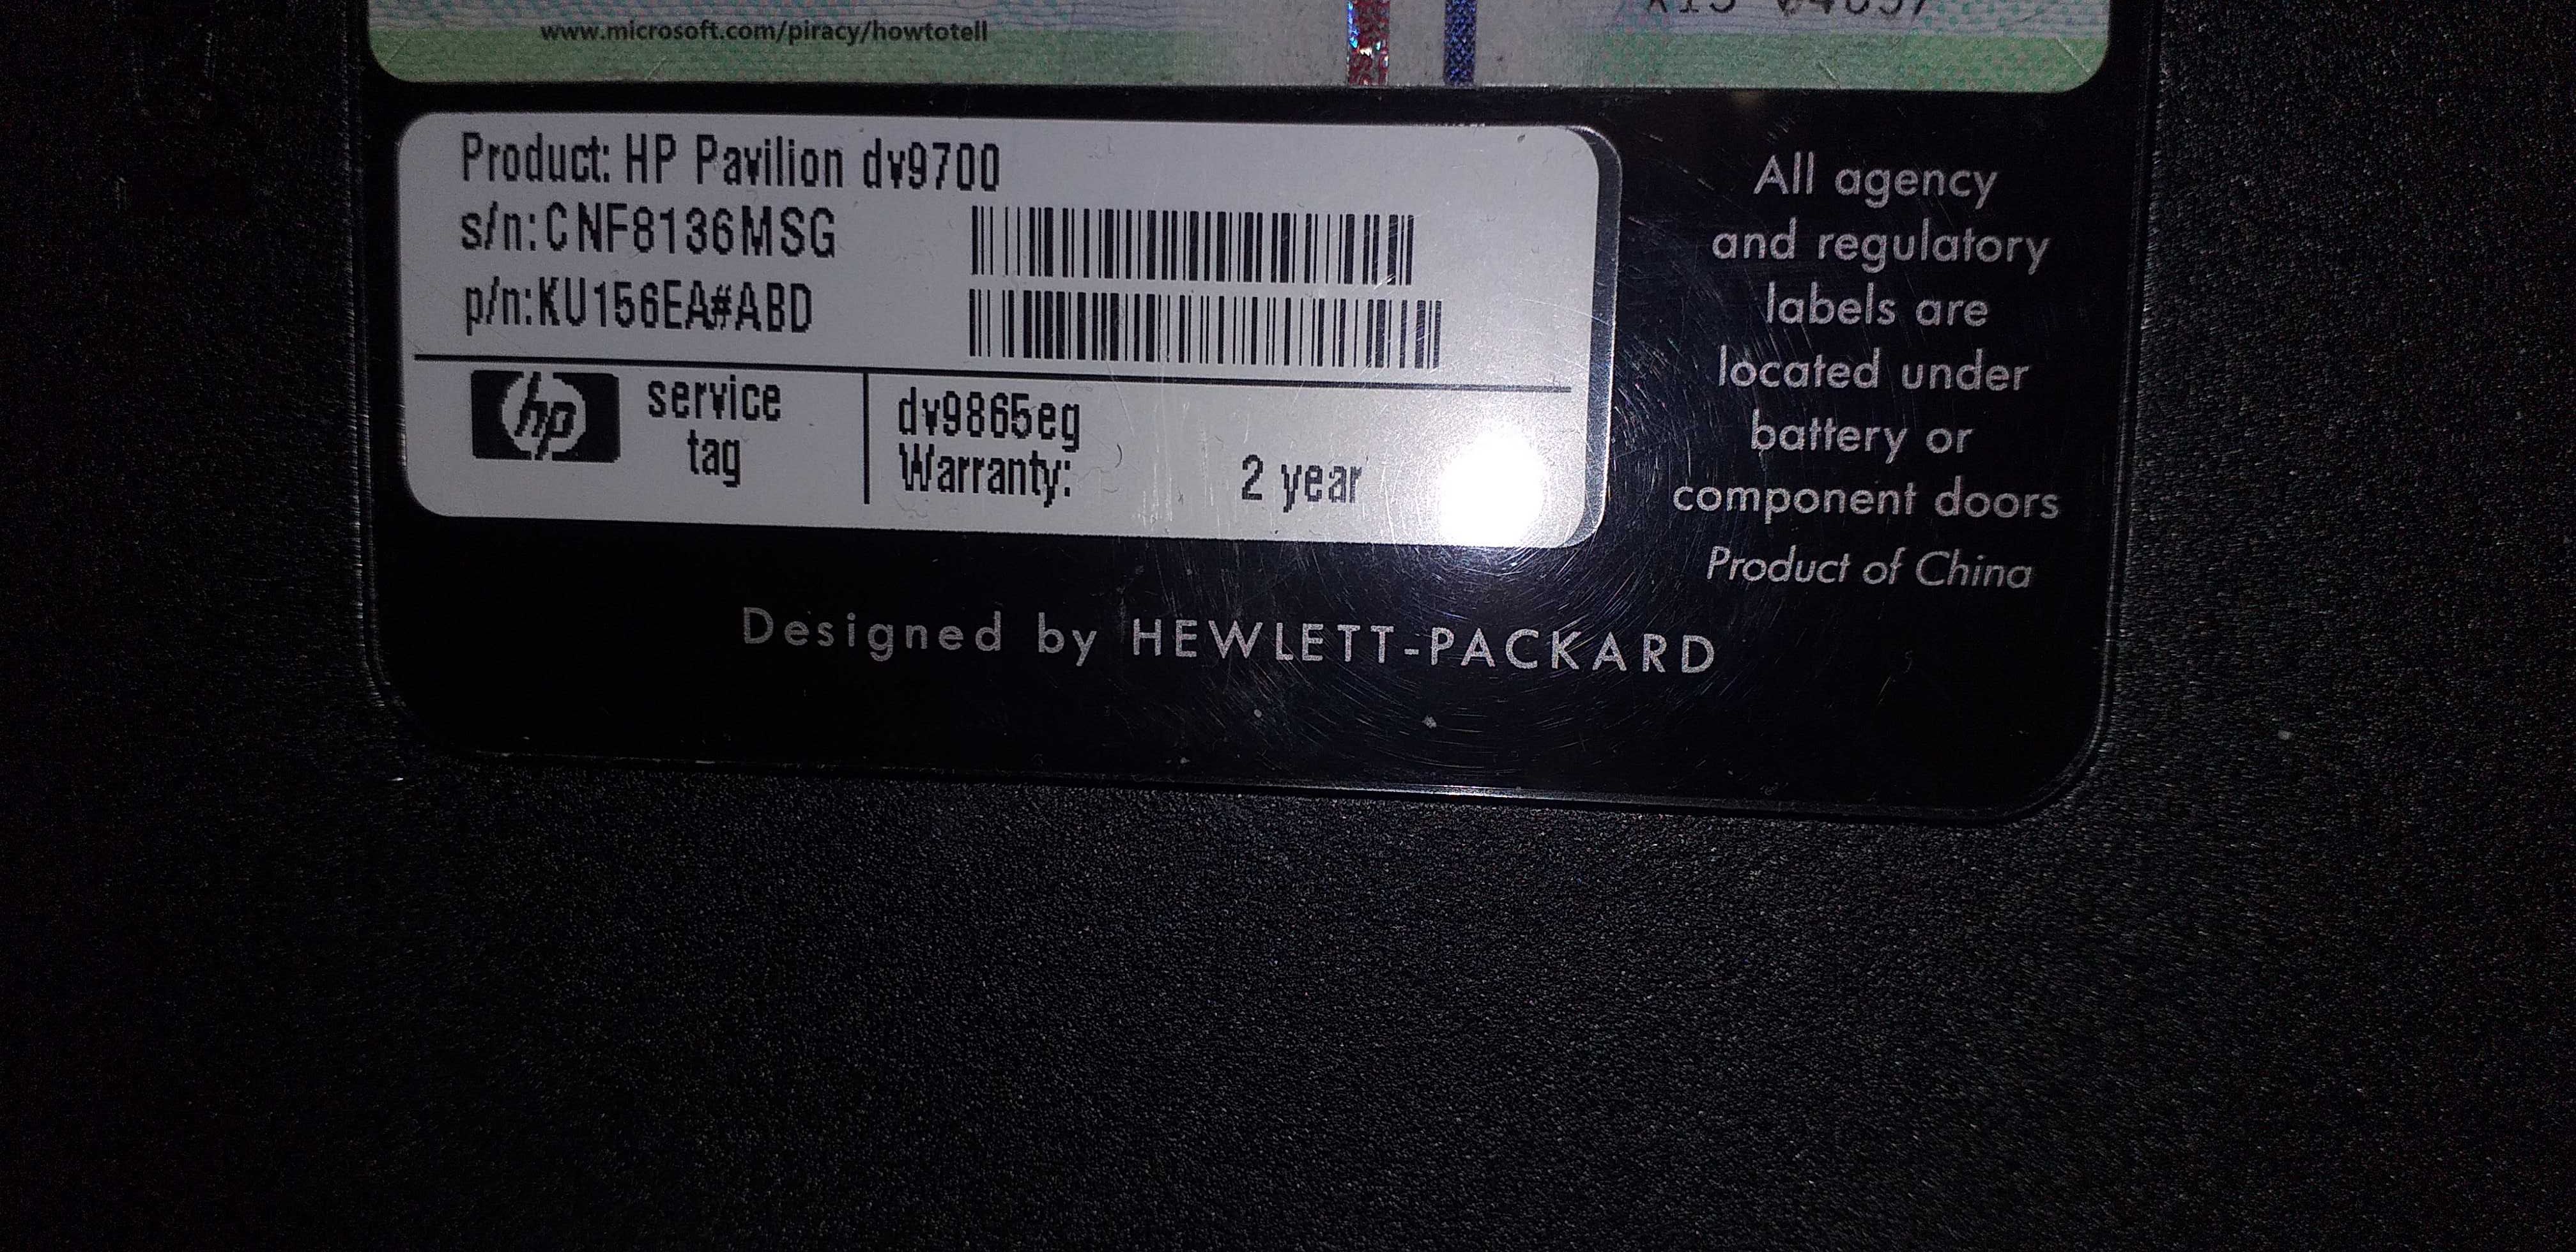 www.microsoft.com/piracy/howtotell
Product: HP Pavilion dv9700
s/n:CNF8136MSG
p/n:KU156EA#ABD
hp
service
tag
dv9865eg
Warranty: 2 year
All agency
and regulatory
labels are
located under
battery or
component doors
Product of China
Designed by HEWLETT-PACKARD